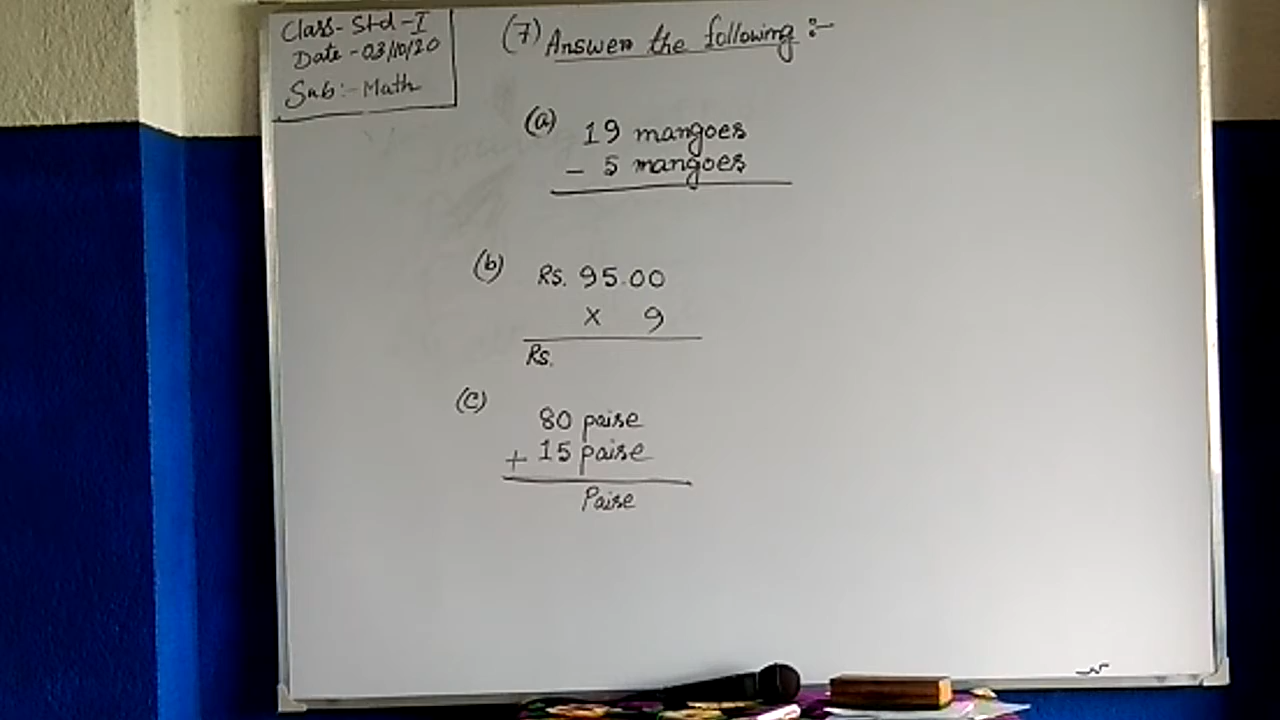 Class- Std - I
Date - 03/10/20
Sub:- Math
(7) Answer the following :-
(a) 19 mangoes
- 5 mangoes
(b) Rs. 95.00
x 9
Rs.
(c) 80 paise
+ 15 paise
Paise